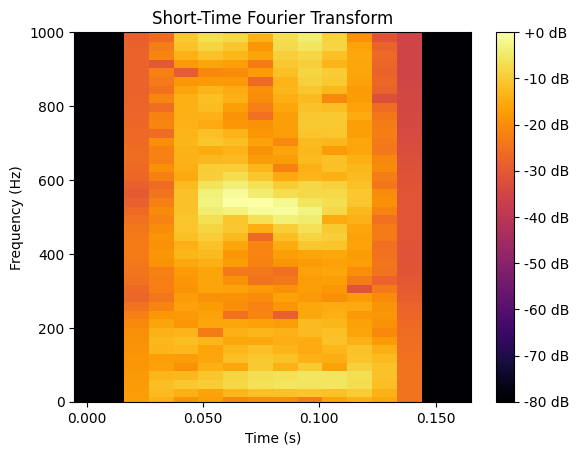 Short-Time Fourier Transform
Frequency (Hz)
1000
800
600
400
200
0
0.000
0.050
0.100
0.150
Time (s)
+0 dB
-10 dB
-20 dB
-30 dB
-40 dB
-50 dB
-60 dB
-70 dB
-80 dB